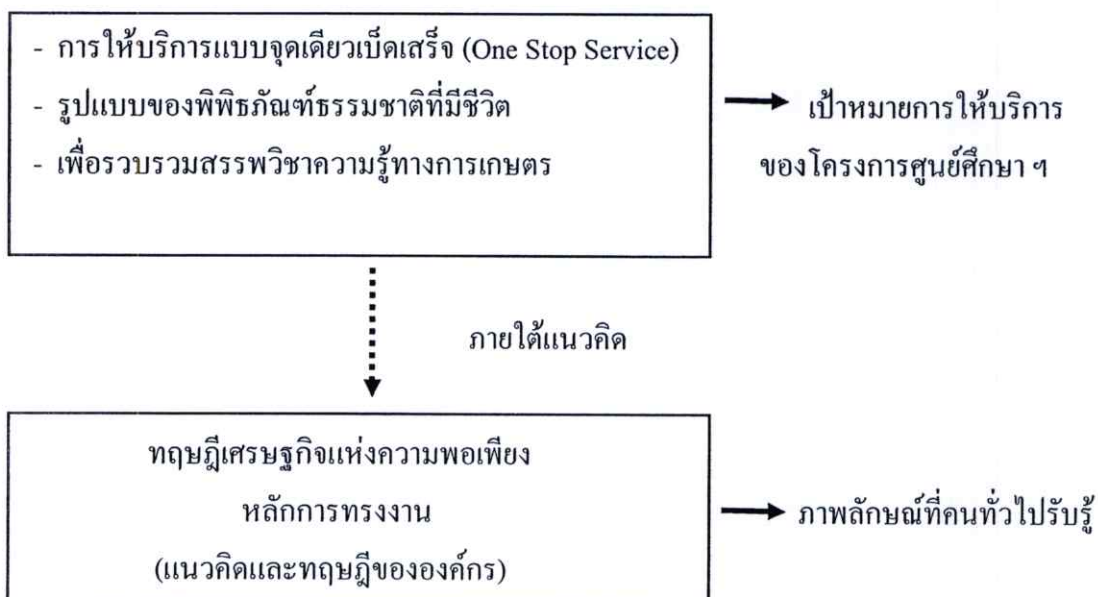 - การให้บริการแบบจุดเดียวเบ็ดเสร็จ (One Stop Service)
- รูปแบบของพิพิธภัณฑ์ธรรมชาติที่มีชีวิต
- เพื่อรวบรวมสรรพวิชาความรู้ทางการเกษตร
เป้าหมายการให้บริการ
ของโครงการศูนย์ศึกษา ฯ
ภายใต้แนวคิด
ทฤษฎีเศรษฐกิจแห่งความพอเพียง
หลักการทรงงาน
(แนวคิดและทฤษฎีขององค์กร)
ภาพลักษณ์ที่คนทั่วไปรับรู้